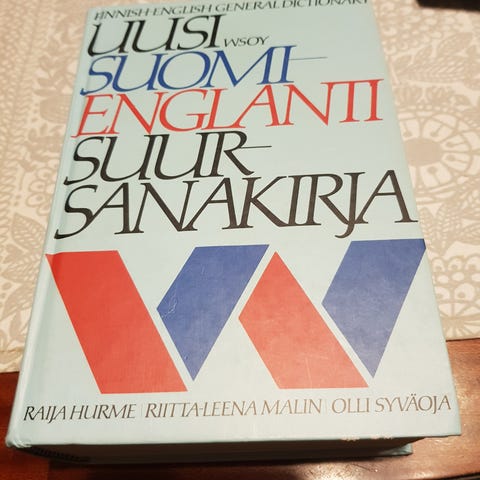 FINNISH-ENGLISH GENERAL DICTIONARY
UUSI WSOY
SUOMI-
ENGLANTI
SUUR-
SANAKIRJA
RAIJA HURME | RIITTA-LEENA MALIN | OLLI SYVÄOJA